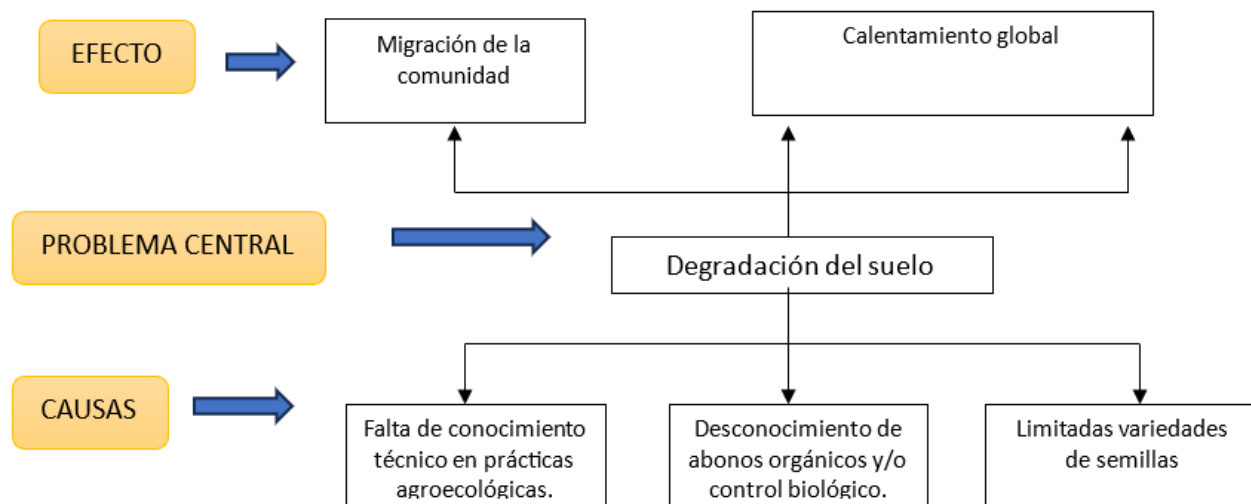 EFECTO
Migración de la
comunidad
Calentamiento global
PROBLEMA CENTRAL
Degradación del suelo
CAUSAS
Falta de conocimiento
técnico en prácticas
agroecológicas.
Desconocimiento de
abonos orgánicos y/o
control biológico.
Limitadas variedades
de semillas